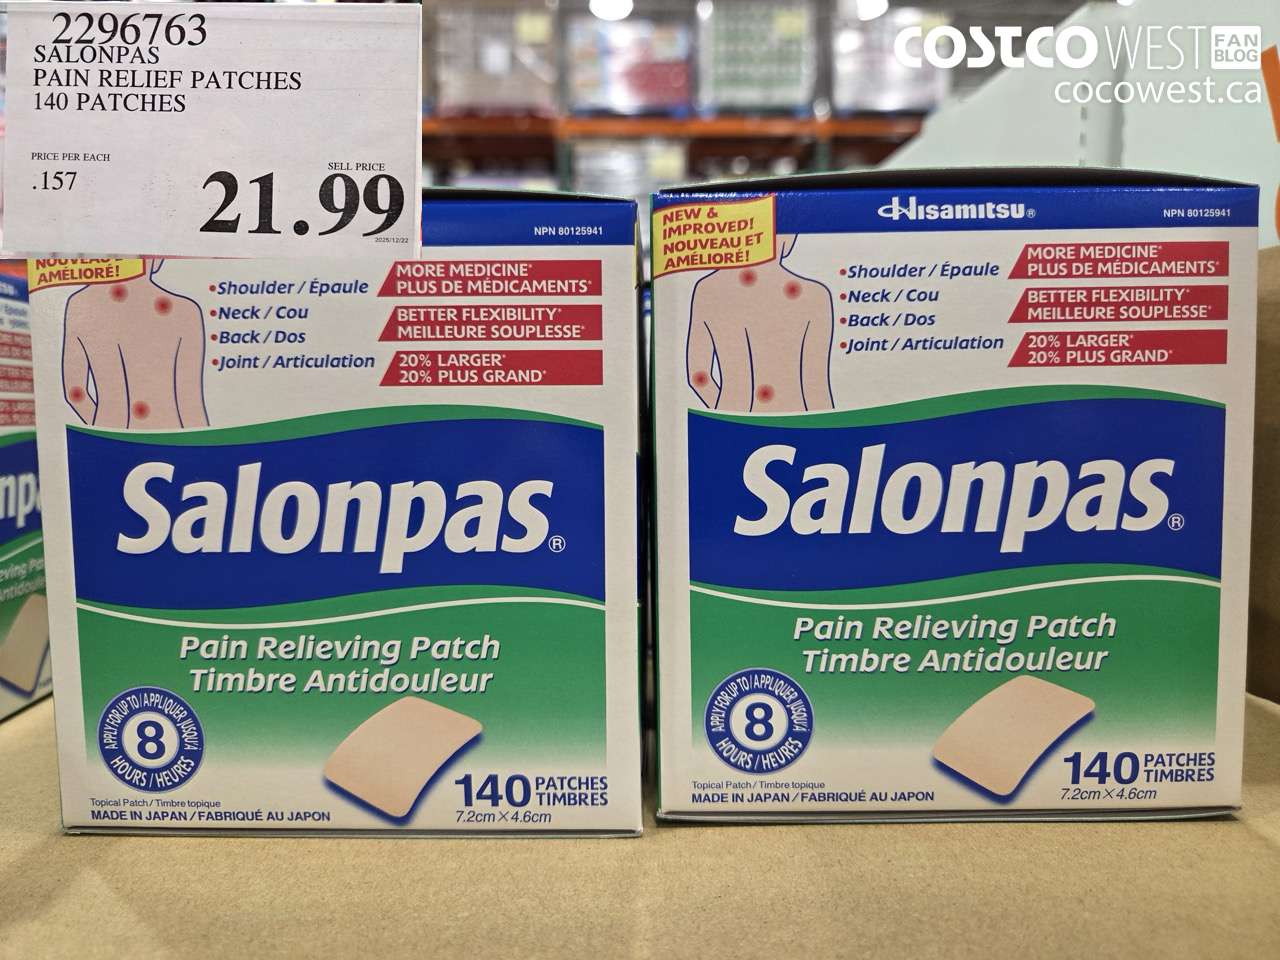 2296763
SALONPAS
PAIN RELIEF PATCHES
140 PATCHES
PRICE PER EACH
.157
SELL PRICE
21.99
2025/12/22
COSTCO WEST FAN BLOG
cocowest.ca
NOUVEAU
AMÉLIORÉ!
NPN 80125941
•Shoulder / Épaule
•Neck / Cou
•Back / Dos
•Joint / Articulation
MORE MEDICINE*
PLUS DE MÉDICAMENTS*
BETTER FLEXIBILITY*
MEILLEURE SOUPLESSE*
20% LARGER*
20% PLUS GRAND*
Salonpas®
Pain Relieving Patch
Timbre Antidouleur
APPLY FOR UP TO / APPLIQUER JUSQU'À
8
HOURS / HEURES
140 PATCHES
TIMBRES
7.2cm×4.6cm
Topical Patch / Timbre topique
MADE IN JAPAN / FABRIQUÉ AU JAPON
NEW &
IMPROVED!
NOUVEAU ET
AMÉLIORÉ!
Hisamitsu®
NPN 80125941
•Shoulder / Épaule
•Neck / Cou
•Back / Dos
•Joint / Articulation
MORE MEDICINE*
PLUS DE MÉDICAMENTS*
BETTER FLEXIBILITY*
MEILLEURE SOUPLESSE*
20% LARGER*
20% PLUS GRAND*
Salonpas®
Pain Relieving Patch
Timbre Antidouleur
APPLY FOR UP TO / APPLIQUER JUSQU'À
8
HOURS / HEURES
140 PATCHES
TIMBRES
7.2cm×4.6cm
Topical Patch / Timbre topique
MADE IN JAPAN / FABRIQUÉ AU JAPON